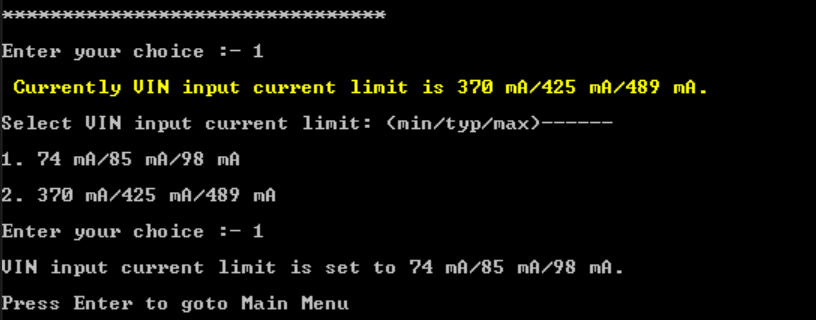 ********************************
Enter your choice :- 1
Currently VIN input current limit is 370 mA/425 mA/489 mA.
Select VIN input current limit: (min/typ/max)------
1. 74 mA/85 mA/98 mA
2. 370 mA/425 mA/489 mA
Enter your choice :- 1
VIN input current limit is set to 74 mA/85 mA/98 mA.
Press Enter to goto Main Menu